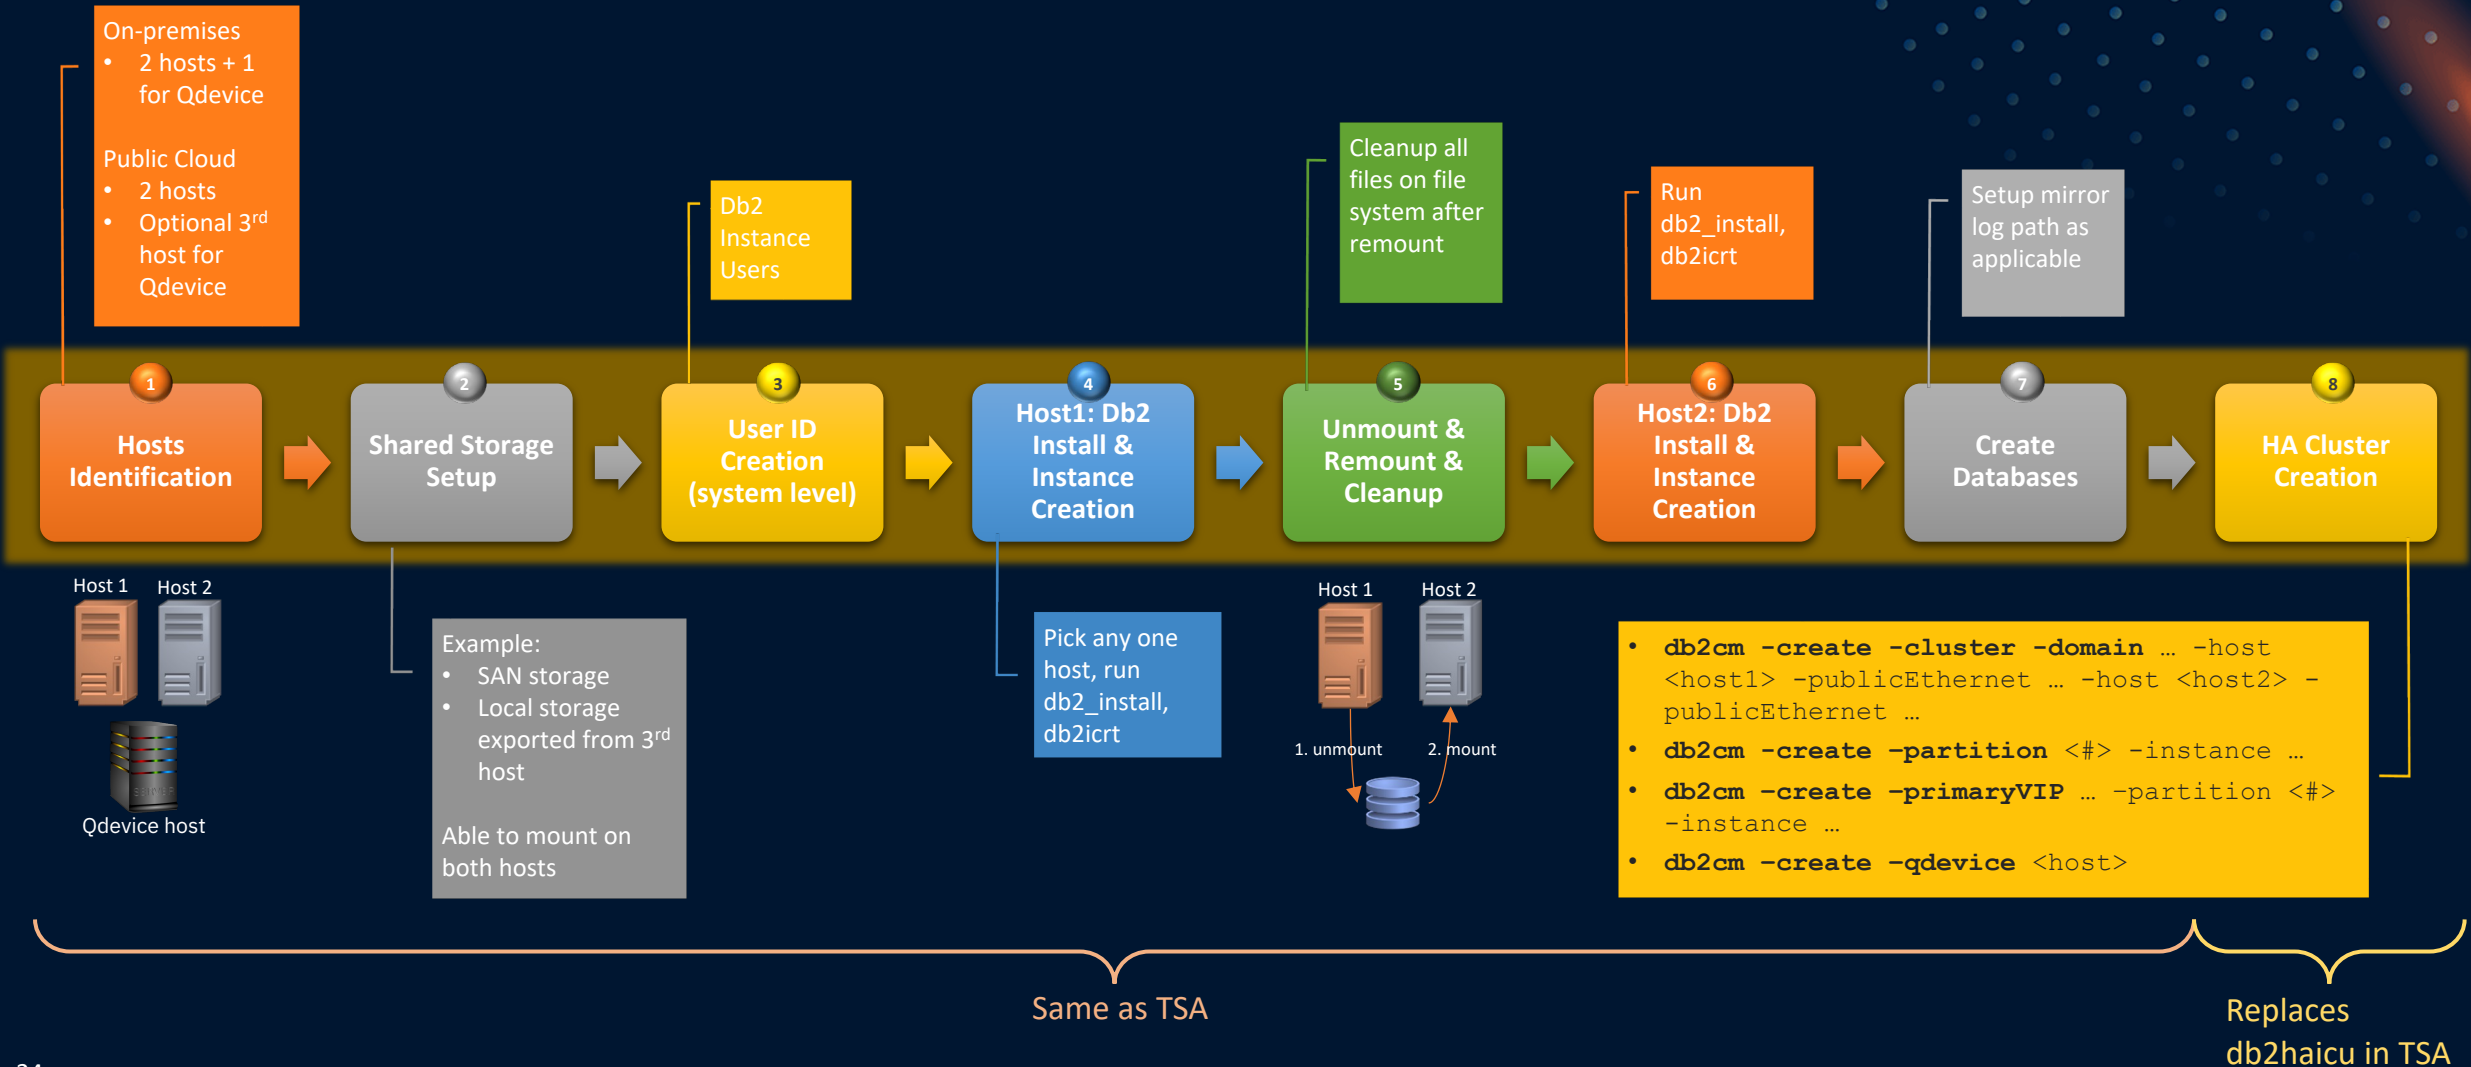 On-premises
• 2 hosts + 1
for Qdevice
Public Cloud
• 2 hosts
• Optional 3rd
host for
Qdevice
Db2
Instance
Users
Cleanup all
files on file
system after
remount
Run
db2_install,
db2icrt
Setup mirror
log path as
applicable
1
Hosts
Identification
2
Shared Storage
Setup
3
User ID
Creation
(system level)
4
Host1: Db2
Install &
Instance
Creation
5
Unmount &
Remount &
Cleanup
6
Host2: Db2
Install &
Instance
Creation
7
Create
Databases
8
HA Cluster
Creation
Host 1
Host 2
Qdevice host
Example:
• SAN storage
• Local storage
exported from 3rd
host
Able to mount on
both hosts
Pick any one
host, run
db2_install,
db2icrt
Host 1
Host 2
1. unmount
2. mount
• db2cm -create -cluster -domain … -host
<host1> -publicEthernet … -host <host2> -
publicEthernet …
• db2cm -create –partition <#> -instance …
• db2cm –create –primaryVIP … –partition <#>
-instance …
• db2cm –create –qdevice <host>
Same as TSA
Replaces
db2haicu in TSA